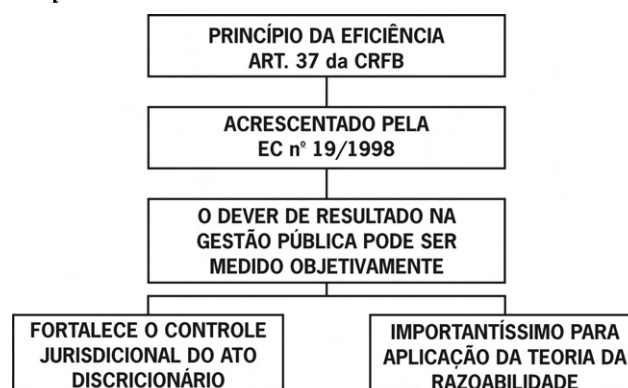 PRINCÍPIO DA EFICIÊNCIA
ART. 37 da CRFB
ACRESCENTADO PELA
EC nº 19/1998
O DEVER DE RESULTADO NA
GESTÃO PÚBLICA PODE SER
MEDIDO OBJETIVAMENTE
FORTALECE O CONTROLE
JURISDICIONAL DO ATO
DISCRICIONÁRIO
IMPORTANTÍSSIMO PARA
APLICAÇÃO DA TEORIA DA
RAZOABILIDADE